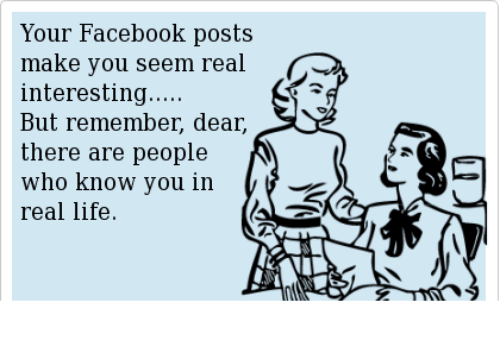 Your Facebook posts
make you seem real
interesting.....
But remember, dear,
there are people
who know you in
real life.